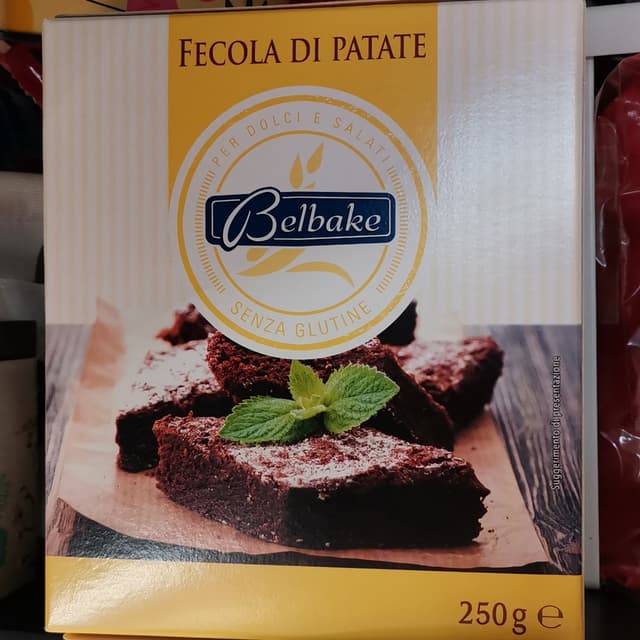 FECOLA DI PATATE
PER DOLCI E SALATI
Belbake
SENZA GLUTINE
Suggerimento di presentazione
250g e